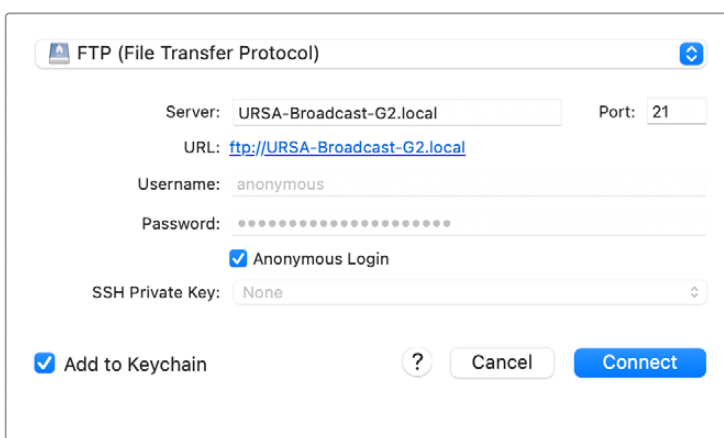 FTP (File Transfer Protocol)
Server: URSA-Broadcast-G2.local Port: 21
URL: ftp://URSA-Broadcast-G2.local
Username: anonymous
Password: •••••••••••••••••••••
Anonymous Login
SSH Private Key: None
Add to Keychain ? Cancel Connect